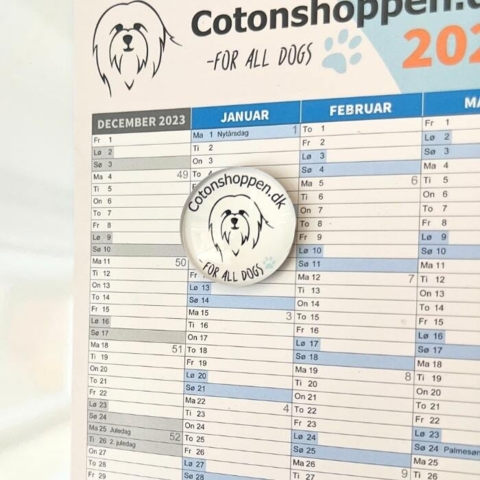 Cotonshoppen.d
-FOR ALL DOGS
202
DECEMBER 2023
Fr 1
Lø 2
Sø 3
Ma 4 49
Ti 5
On 6
To 7
Fr 8
Lø 9
Sø 10
Ma 11 50
Ti 12
On 13
To 14
Fr 15
Lø 16
Sø 17
Ma 18 51
Ti 19
On 20
To 21
Fr 22
Lø 23
Sø 24
Ma 25 Juledag
Ti 26 2. juledag 52
On 27
To 28
Fr 29
JANUAR
Ma 1 Nytårsdag 1
Ti 2
On 3
To
Cotonshoppen.dk
-FOR ALL DOGS
Lø 13
Sø 14
Ma 15 3
Ti 16
On 17
To 18
Fr 19
Lø 20
Sø 21
Ma 22 4
Ti 23
On 24
To 25
Fr 26
Lø 27
Sø 28
FEBRUAR
To 1
Fr 2
Lø 3
Sø 4
Ma 5 6
Ti 6
On 7
To 8
Fr 9
Lø 10
Sø 11
Ma 12 7
Ti 13
On 14
To 15
Fr 16
Lø 17
Sø 18
Ma 19 8
Ti 20
On 21
To 22
Fr 23
Lø 24
Sø 25
Ma 26
Ti 27 9
MA
Fr 1
Lø 2
Sø 3
Ma 4
Ti 5
On 6
To 7
Fr 8
Lø 9
Sø 10
Ma 11
Ti 12
On 13
To 14
Fr 15
Lø 16
Sø 17
Ma 18
Ti 19
On 20
To 21
Fr 22
Lø 23
Sø 24 Palmesøn
Ma 25
Ti 26